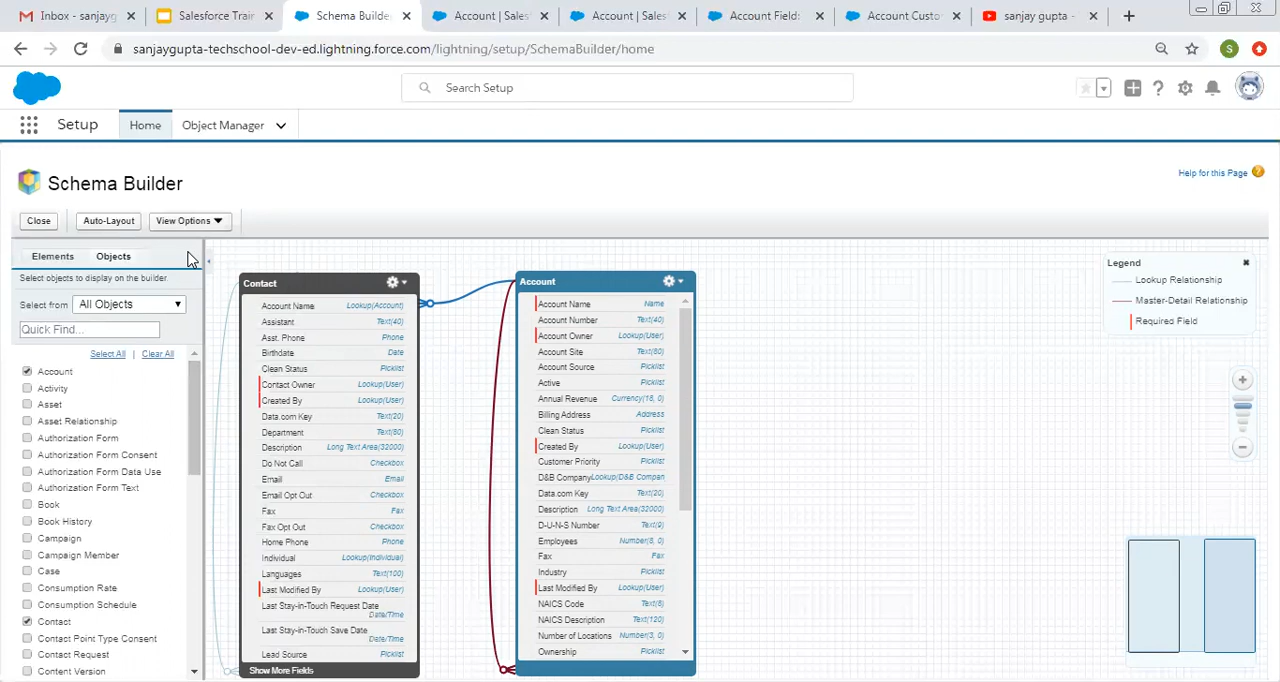 Inbox - sanjayg
Salesforce Train
Schema Builde
Account | Sales
Account | Sales
Account Field
Account Custo
sanjay gupta -
sanjaygupta-techschool-dev-ed.lightning.force.com/lightning/setup/SchemaBuilder/home
S
Search Setup
Setup
Home
Object Manager
Schema Builder
Help for this Page
Close
Auto-Layout
View Options
Elements
Objects
Select objects to display on the builder.
Select from
All Objects
Quick Find...
Select All | Clear All
Account
Activity
Asset
Asset Relationship
Authorization Form
Authorization Form Consent
Authorization Form Data Use
Authorization Form Text
Book
Book History
Campaign
Campaign Member
Case
Consumption Rate
Consumption Schedule
Contact
Contact Point Type Consent
Contact Request
Content Version
Contact
Account Name Lookup(Account)
Assistant Text(40)
Asst. Phone Phone
Birthdate Date
Clean Status Picklist
Contact Owner Lookup(User)
Created By Lookup(User)
Data.com Key Text(20)
Department Text(80)
Description Long Text Area(32000)
Do Not Call Checkbox
Email Email
Email Opt Out Checkbox
Fax Fax
Fax Opt Out Checkbox
Home Phone Phone
Individual Lookup(Individual)
Languages Text(100)
Last Modified By Lookup(User)
Last Stay-in-Touch Request Date
Date/Time
Last Stay-in-Touch Save Date
Date/Time
Lead Source Picklist
Show More Fields
Account
Account Name Name
Account Number Text(40)
Account Owner Lookup(User)
Account Site Text(80)
Account Source Picklist
Active Picklist
Annual Revenue Currency(18, 0)
Billing Address Address
Clean Status Picklist
Created By Lookup(User)
Customer Priority Picklist
D&B Company Lookup(D&B Compan
Data.com Key Text(20)
Description Long Text Area(32000)
D-U-N-S Number Text(9)
Employees Number(8, 0)
Fax Fax
Industry Picklist
Last Modified By Lookup(User)
NAICS Code Text(8)
NAICS Description Text(120)
Number of Locations Number(3, 0)
Ownership Picklist
Legend
Lookup Relationship
Master-Detail Relationship
Required Field